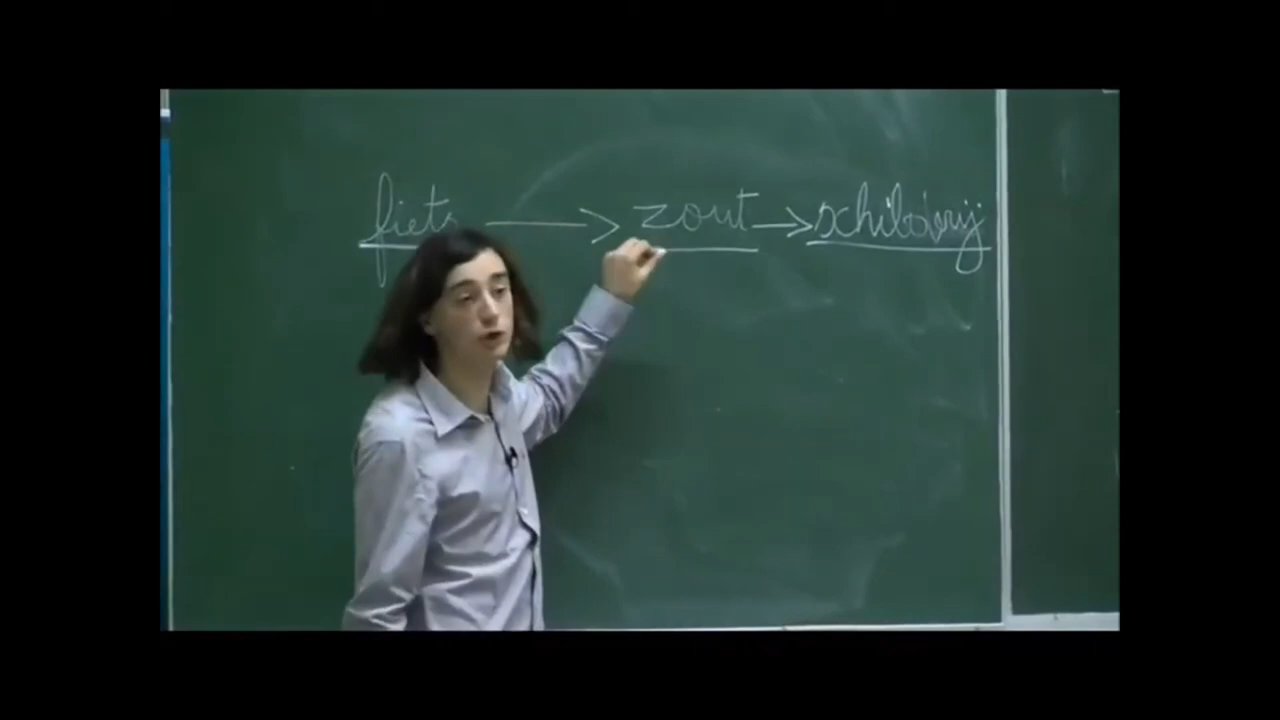 fiets → zout → schilderij